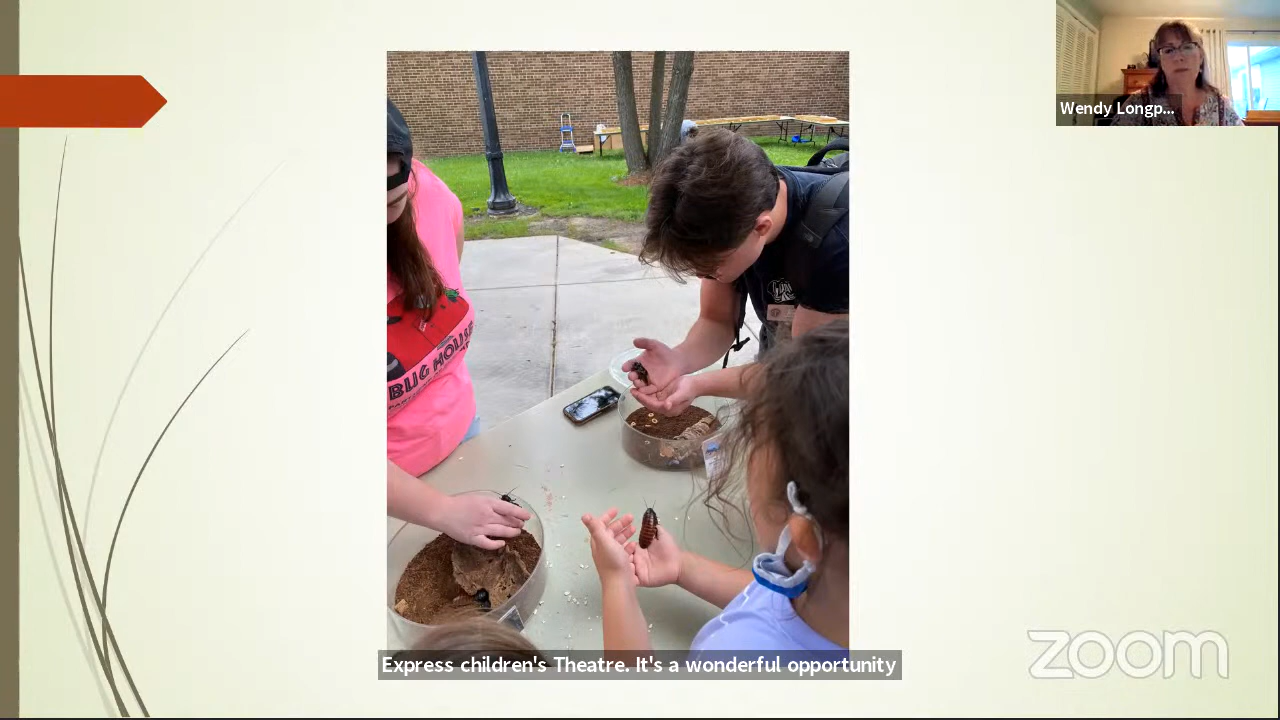 Wendy Longp...
BUG HOUSE
Express children's Theatre. It's a wonderful opportunity
zoom